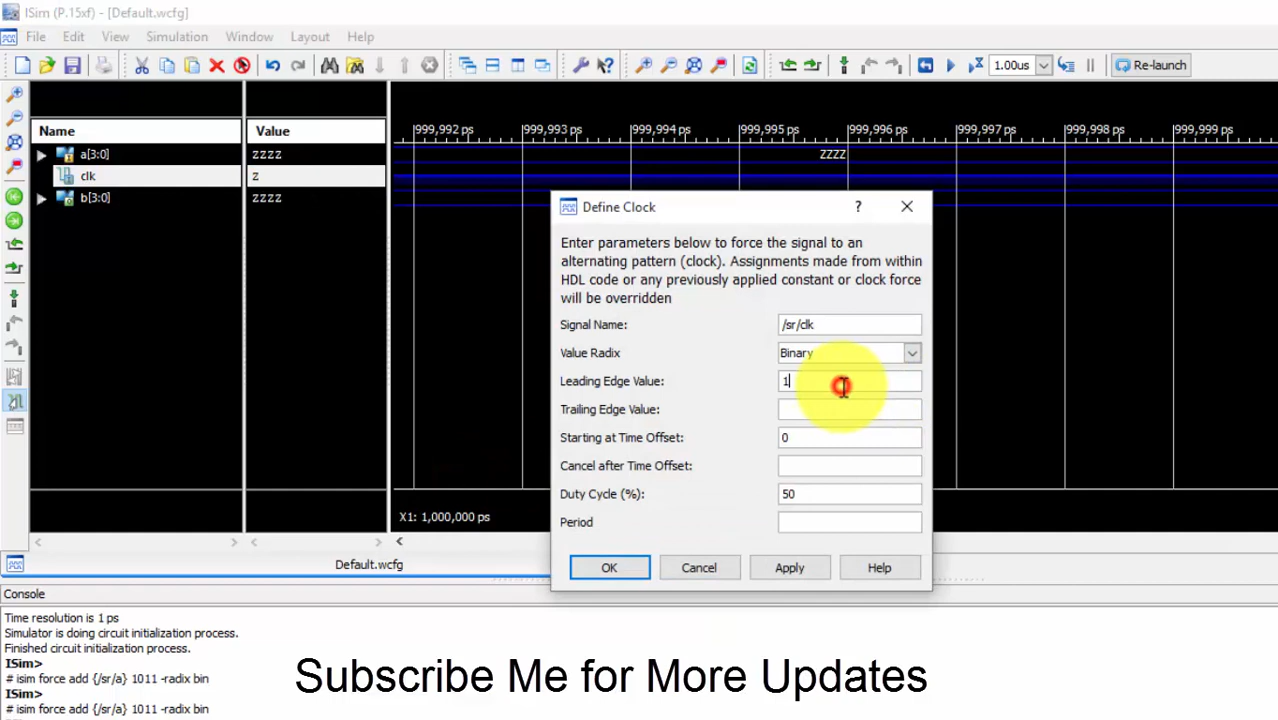 ISim (P.15xf) - [Default.wcfg]
File Edit View Simulation Window Layout Help
1.00us Re-launch
Name Value
999,992 ps 999,993 ps 999,994 ps 999,995 ps 999,996 ps 999,997 ps 999,998 ps 999,999 ps
a[3:0] zzzz ZZZZ
clk z
b[3:0] zzzz
Define Clock
Enter parameters below to force the signal to an
alternating pattern (clock). Assignments made from within
HDL code or any previously applied constant or clock force
will be overridden
Signal Name: /sr/clk
Value Radix Binary
Leading Edge Value: 1
Trailing Edge Value:
Starting at Time Offset: 0
Cancel after Time Offset:
Duty Cycle (%): 50
Period
OK Cancel Apply Help
X1: 1,000,000 ps
Default.wcfg
Console
Time resolution is 1 ps
Simulator is doing circuit initialization process.
Finished circuit initialization process.
ISim>
# isim force add {/sr/a} 1011 -radix bin
ISim>
# isim force add {/sr/a} 1011 -radix bin
Subscribe Me for More Updates